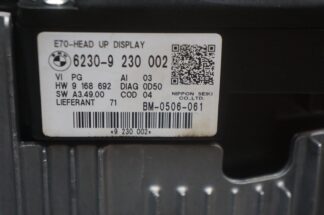 E70-HEAD UP DISPLAY
6230-9 230 002
VI PG AI 03
HW 9 168 692 DIAG 0D50
SW A3.49.00 COD 04
LIEFERANT 71
NIPPON SEIKI
CO.,LTD.
BM-0506-061
*9 230 002*